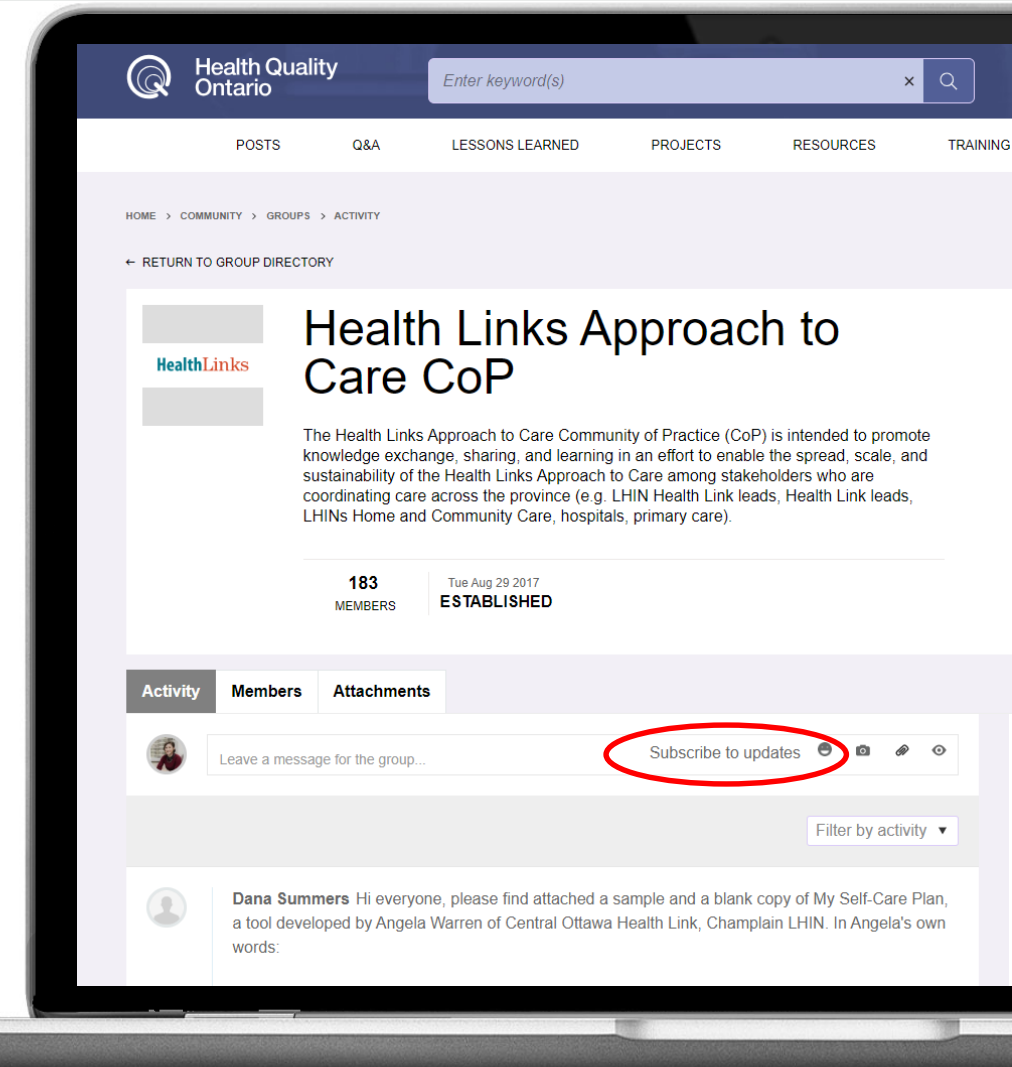 Health Quality
Ontario
Enter keyword(s)
×
POSTS Q&A LESSONS LEARNED PROJECTS RESOURCES TRAINING
HOME > COMMUNITY > GROUPS > ACTIVITY
← RETURN TO GROUP DIRECTORY
HealthLinks
Health Links Approach to
Care CoP
The Health Links Approach to Care Community of Practice (CoP) is intended to promote
knowledge exchange, sharing, and learning in an effort to enable the spread, scale, and
sustainability of the Health Links Approach to Care among stakeholders who are
coordinating care across the province (e.g. LHIN Health Link leads, Health Link leads,
LHINs Home and Community Care, hospitals, primary care).
183
MEMBERS
Tue Aug 29 2017
ESTABLISHED
Activity Members Attachments
Leave a message for the group... Subscribe to updates
Filter by activity ▼
Dana Summers Hi everyone, please find attached a sample and a blank copy of My Self-Care Plan,
a tool developed by Angela Warren of Central Ottawa Health Link, Champlain LHIN. In Angela's own
words: